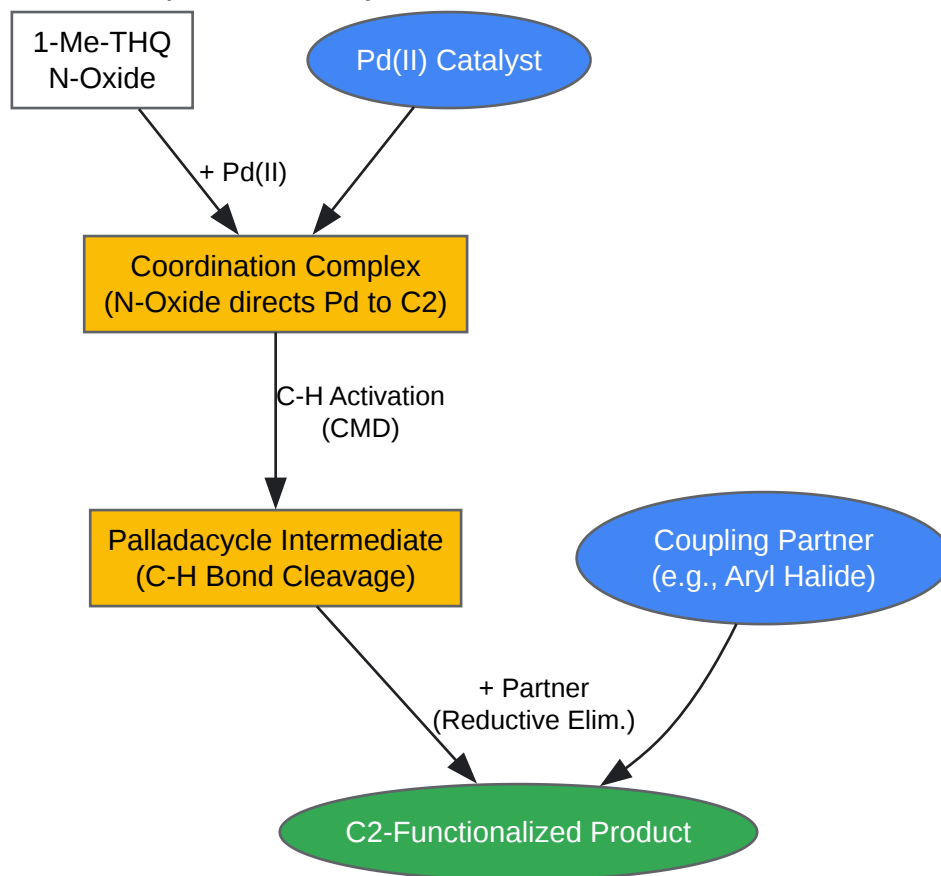 1-Me-THQ
N-Oxide
Pd(II) Catalyst
+ Pd(II)
Coordination Complex
(N-Oxide directs Pd to C2)
C-H Activation
(CMD)
Palladacycle Intermediate
(C-H Bond Cleavage)
Coupling Partner
(e.g., Aryl Halide)
+ Partner
(Reductive Elim.)
C2-Functionalized Product